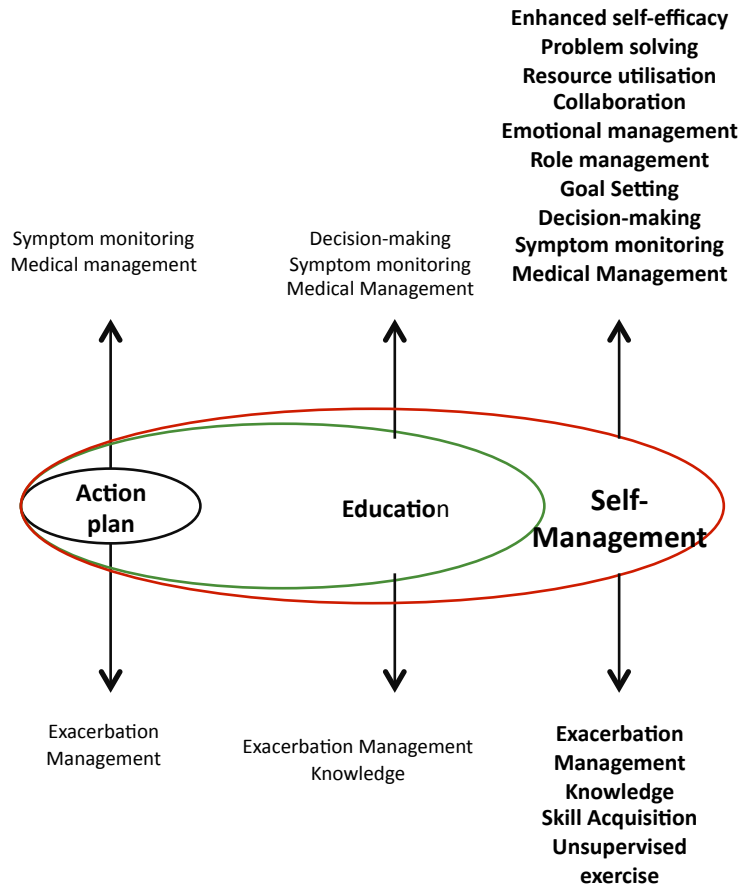 Enhanced self-efficacy
Problem solving
Resource utilisation
Collaboration
Emotional management
Role management
Goal Setting
Decision-making
Symptom monitoring
Medical Management
Symptom monitoring
Medical management
Decision-making
Symptom monitoring
Medical Management
Action
plan
Education
Self-
Management
Exacerbation
Management
Exacerbation Management
Knowledge
Exacerbation
Management
Knowledge
Skill Acquisition
Unsupervised
exercise